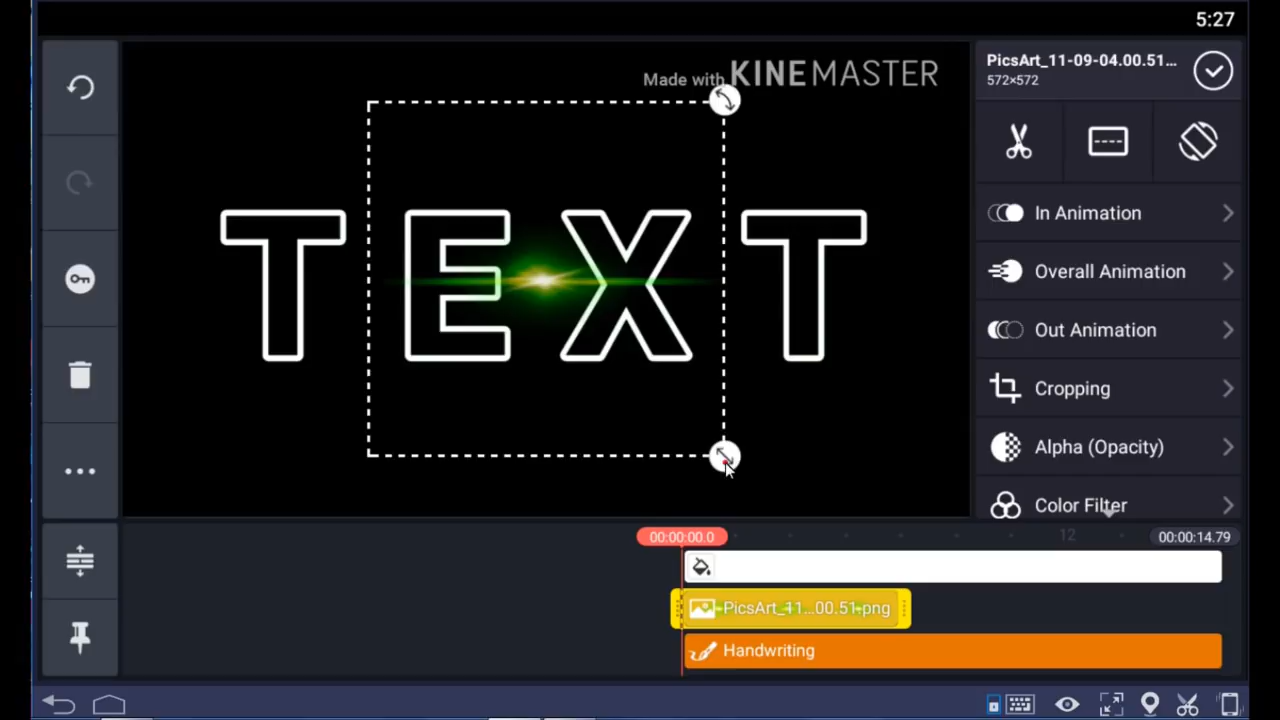 5:27
Made with KINEMASTER
PicsArt_11-09-04.00.51...
572×572
TEXT
In Animation
Overall Animation
Out Animation
Cropping
Alpha (Opacity)
Color Filter
00:00:00.0
12
00:00:14.79
PicsArt_11...00.51.png
Handwriting